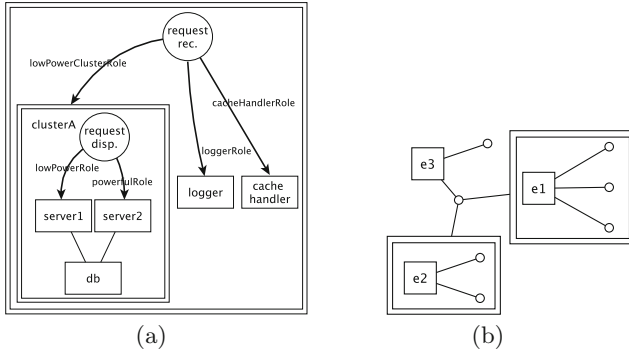 request
rec.
lowPowerClusterRole
cacheHandlerRole
clusterA
request
disp.
loggerRole
lowPowerRole
powerfulRole
logger
cache
handler
server1
server2
db
(a)
e3
e1
e2
(b)